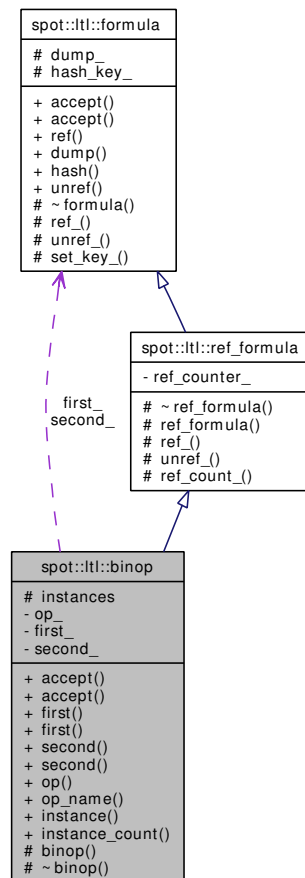 spot::ltl::formula
# dump_
# hash_key_
+ accept()
+ accept()
+ ref()
+ dump()
+ hash()
+ unref()
# ~formula()
# ref_()
# unref_()
# set_key_()
spot::ltl::ref_formula
- ref_counter_
# ~ref_formula()
# ref_formula()
# ref_()
# unref_()
# ref_count_()
first_
second_
spot::ltl::binop
# instances
- op_
- first_
- second_
+ accept()
+ accept()
+ first()
+ first()
+ second()
+ second()
+ op()
+ op_name()
+ instance()
+ instance_count()
# binop()
# ~binop()